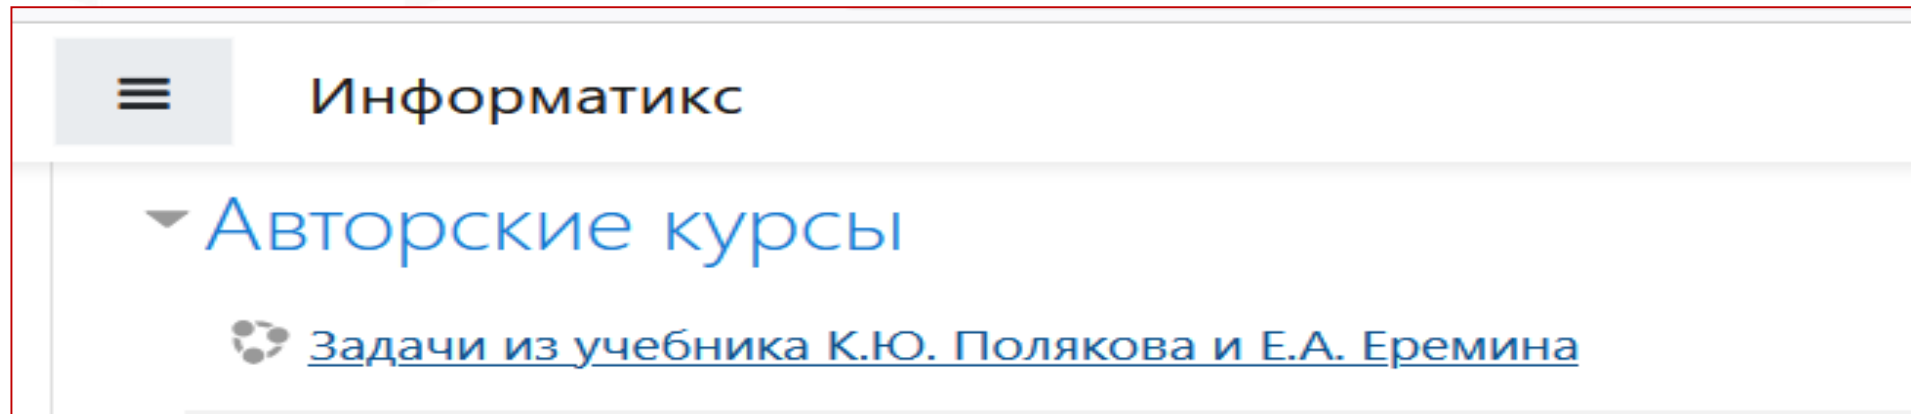 Информатикс
Авторские курсы
Задачи из учебника К.Ю. Полякова и Е.А. Еремина